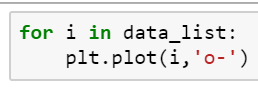 for i in data_list:
    plt.plot(i,'o-')